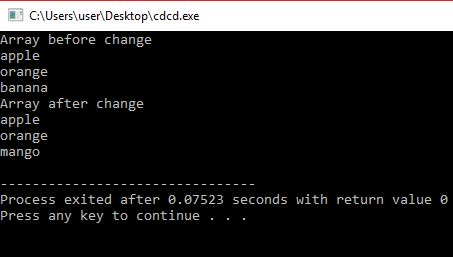 C:\Users\user\Desktop\cdcd.exe
Array before change
apple
orange
banana
Array after change
apple
orange
mango
--------------------------------
Process exited after 0.07523 seconds with return value 0
Press any key to continue . . .